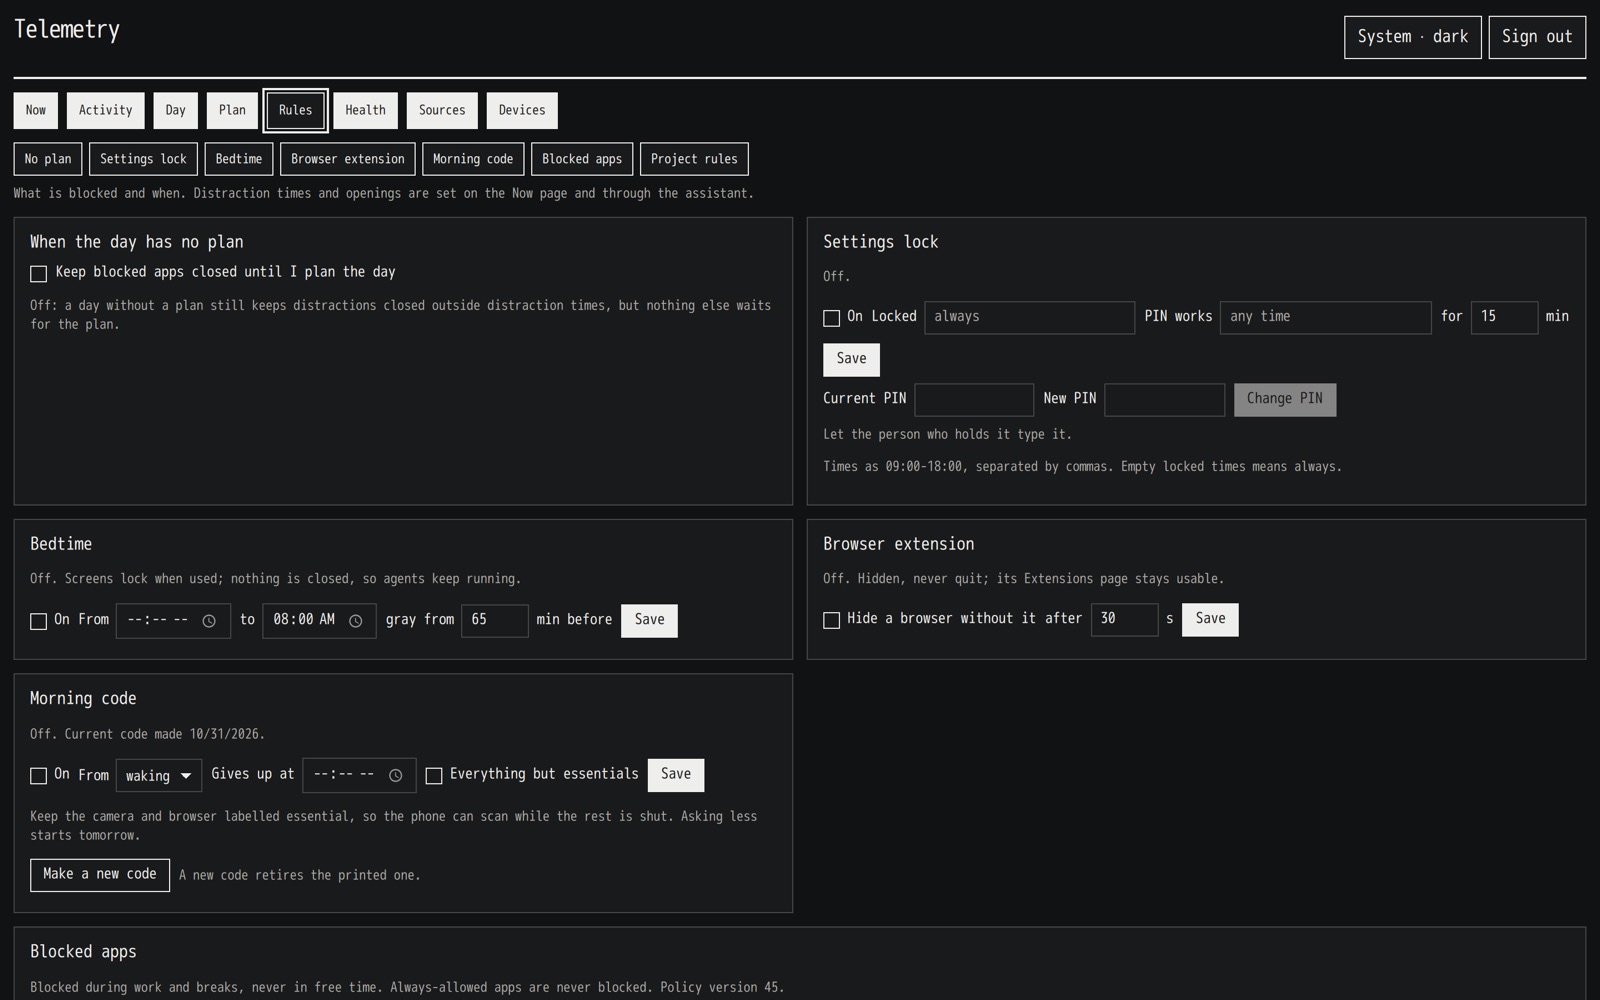 Telemetry
System · dark
Sign out
Now
Activity
Day
Plan
Rules
Health
Sources
Devices
No plan
Settings lock
Bedtime
Browser extension
Morning code
Blocked apps
Project rules
What is blocked and when. Distraction times and openings are set on the Now page and through the assistant.
When the day has no plan
Keep blocked apps closed until I plan the day
Off: a day without a plan still keeps distractions closed outside distraction times, but nothing else waits
for the plan.
Settings lock
Off.
On Locked always PIN works any time for 15 min
Save
Current PIN New PIN Change PIN
Let the person who holds it type it.
Times as 09:00-18:00, separated by commas. Empty locked times means always.
Bedtime
Off. Screens lock when used; nothing is closed, so agents keep running.
On From --:-- -- to 08:00 AM gray from 65 min before Save
Browser extension
Off. Hidden, never quit; its Extensions page stays usable.
Hide a browser without it after 30 s Save
Morning code
Off. Current code made 10/31/2026.
On From waking Gives up at --:-- -- Everything but essentials Save
Keep the camera and browser labelled essential, so the phone can scan while the rest is shut. Asking less
starts tomorrow.
Make a new code A new code retires the printed one.
Blocked apps
Blocked during work and breaks, never in free time. Always-allowed apps are never blocked. Policy version 45.